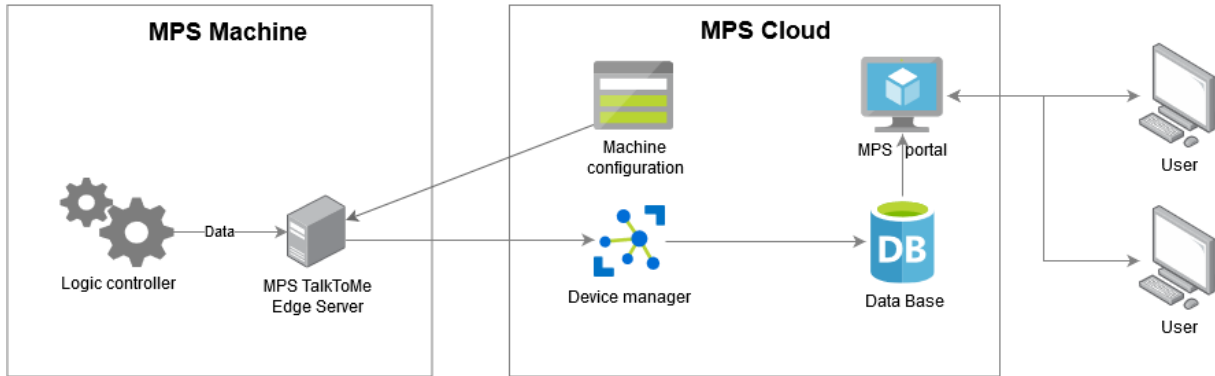 MPS Machine
MPS Cloud
Machine
configuration
MPS portal
User
Data
Logic controller
MPS TalkToMe
Edge Server
Device manager
DB
Data Base
User